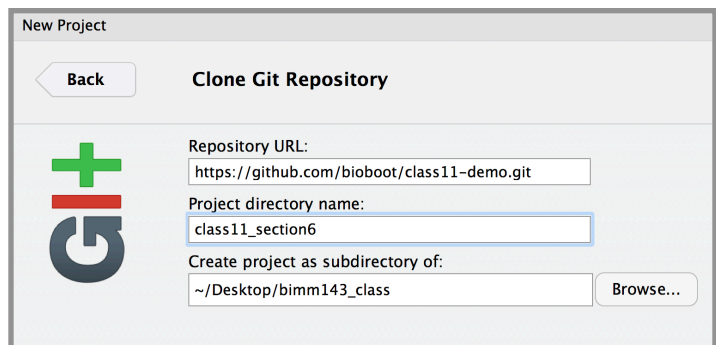 New Project
Back
Clone Git Repository
GIT
Repository URL:
https://github.com/bioboot/class11-demo.git
Project directory name:
class11_section6
Create project as subdirectory of:
~/Desktop/bimm143_class
Browse...